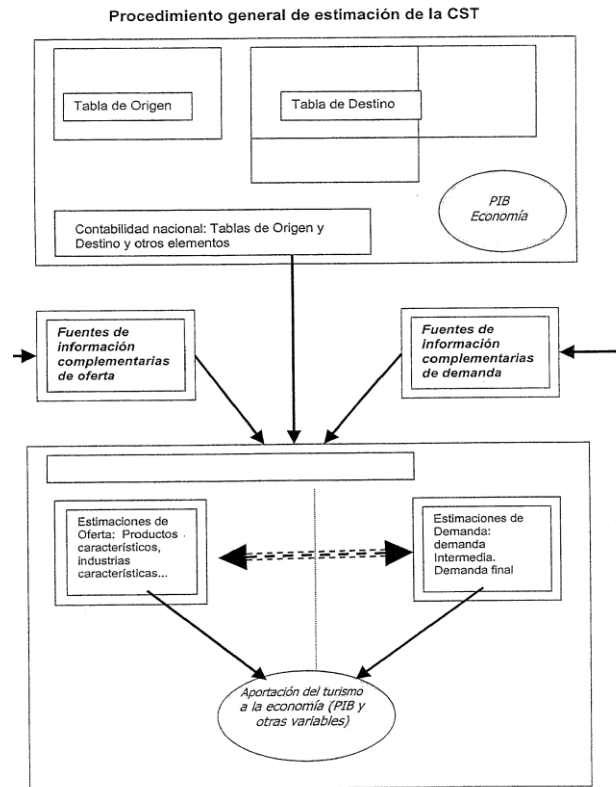 Procedimiento general de estimación de la CST
Tabla de Origen
Tabla de Destino
PIB
Economía
Contabilidad nacional: Tablas de Origen y
Destino y otros elementos
Fuentes de
información
complementarias
de oferta
Fuentes de
información
complementarias
de demanda
Estimaciones de
Oferta: Productos
característicos,
industrias
características...
Estimaciones de
Demanda:
demanda
Intermedia.
Demanda final
Aportación del turismo
a la economía (PIB y
otras variables)